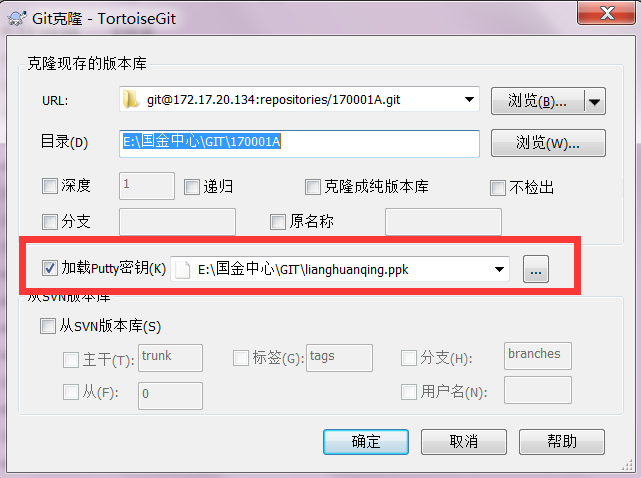 Git克隆 - TortoiseGit
克隆现存的版本库
URL: git@172.17.20.134:repositories/170001A.git 浏览(B)...
目录(D) E:\国金中心\GIT\170001A 浏览(W)...
深度 1 递归 克隆成纯版本库 不检出
分支 原名称
加载Putty密钥(K) E:\国金中心\GIT\lianghuanqing.ppk ...
从SVN版本库
从SVN版本库(S)
主干(T): trunk 标签(G): tags 分支(H): branches
从(F): 0 用户名(N):
确定 取消 帮助